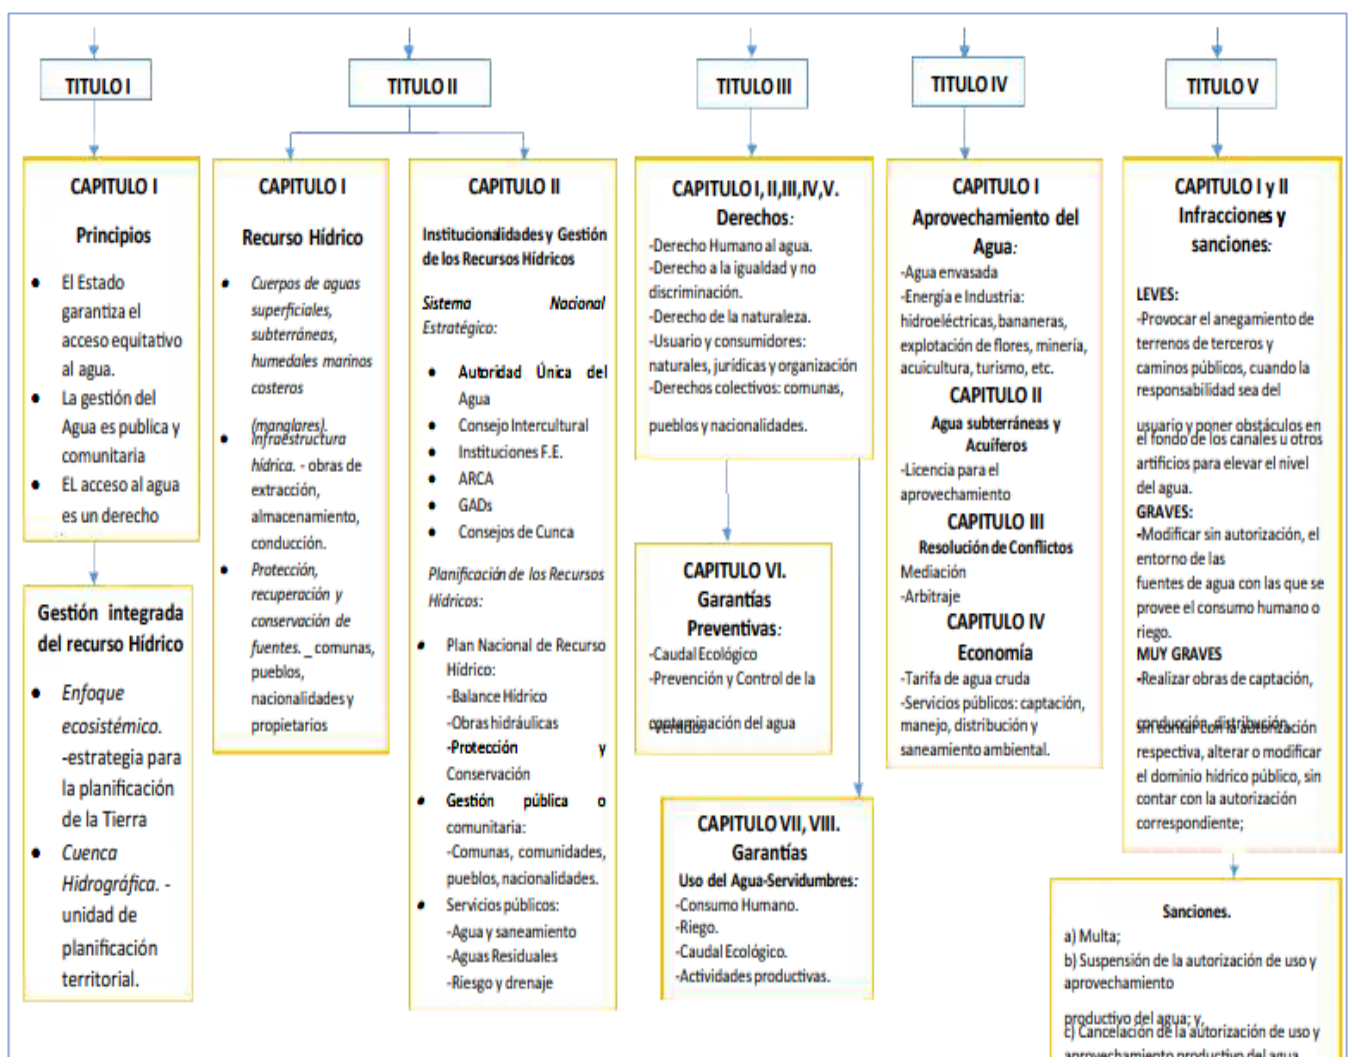 TITULO I
CAPITULO I
Principios
● El Estado
garantiza el
acceso equitativo
al agua.
● La gestión del
Agua es publica y
comunitaria
● EL acceso al agua
es un derecho
Gestión integrada
del recurso Hídrico
● Enfoque
ecosistémico.
-estrategia para
la planificación
de la Tierra
● Cuenca
Hidrográfica. -
unidad de
planificación
territorial.
TITULO II
CAPITULO I
Recurso Hídrico
● Cuerpos de aguas
superficiales,
subterráneas,
humedales marinos
costeros
(manglares).
● Infraestructura
hídrica. - obras de
extracción,
almacenamiento,
conducción.
● Protección,
recuperación y
conservación de
fuentes. _ comunas,
pueblos,
nacionalidades y
propietarios
CAPITULO II
Institucionalidades y Gestión
de los Recursos Hídricos
Sistema Nacional
Estratégico:
● Autoridad Única del
Agua
● Consejo Intercultural
● Instituciones F.E.
● ARCA
● GADs
● Consejos de Cunca
Planificación de los Recursos
Hídricos:
● Plan Nacional de Recurso
Hídrico:
-Balance Hídrico
-Obras hidráulicas
-Protección y
Conservación
● Gestión pública o
comunitaria:
-Comunas, comunidades,
pueblos, nacionalidades.
● Servicios públicos:
-Agua y saneamiento
-Aguas Residuales
-Riesgo y drenaje
TITULO III
CAPITULO I, II,III,IV,V.
Derechos:
-Derecho Humano al agua.
-Derecho a la igualdad y no
discriminación.
-Derecho de la naturaleza.
-Usuario y consumidores:
naturales, jurídicas y organización
-Derechos colectivos: comunas,
pueblos y nacionalidades.
CAPITULO VI.
Garantías
Preventivas:
-Caudal Ecológico
-Prevención y Control de la
contaminación del agua
-Vertidos
CAPITULO VII, VIII.
Garantías
Uso del Agua-Servidumbres:
-Consumo Humano.
-Riego.
-Caudal Ecológico.
-Actividades productivas.
TITULO IV
CAPITULO I
Aprovechamiento del
Agua:
-Agua envasada
-Energía e Industria:
hidroeléctricas, bananeras,
explotación de flores, minería,
acuicultura, turismo, etc.
CAPITULO II
Agua subterráneas y
Acuíferos
-Licencia para el
aprovechamiento
CAPITULO III
Resolución de Conflictos
Mediación
-Arbitraje
CAPITULO IV
Economía
-Tarifa de agua cruda
-Servicios públicos: captación,
manejo, distribución y
saneamiento ambiental.
TITULO V
CAPITULO I y II
Infracciones y
sanciones:
LEVES:
-Provocar el anegamiento de
terrenos de terceros y
caminos públicos, cuando la
responsabilidad sea del
usuario y poner obstáculos en
el fondo de los canales u otros
artificios para elevar el nivel
del agua.
GRAVES:
-Modificar sin autorización, el
entorno de las
fuentes de agua con las que se
provee el consumo humano o
riego.
MUY GRAVES
-Realizar obras de captación,
conducción, distribución,
sin contar con la autorización
respectiva, alterar o modificar
el dominio hídrico público, sin
contar con la autorización
correspondiente;
Sanciones.
a) Multa;
b) Suspensión de la autorización de uso y
aprovechamiento
productivo del agua; y,
c) Cancelación de la autorización de uso y
aprovechamiento productivo del agua